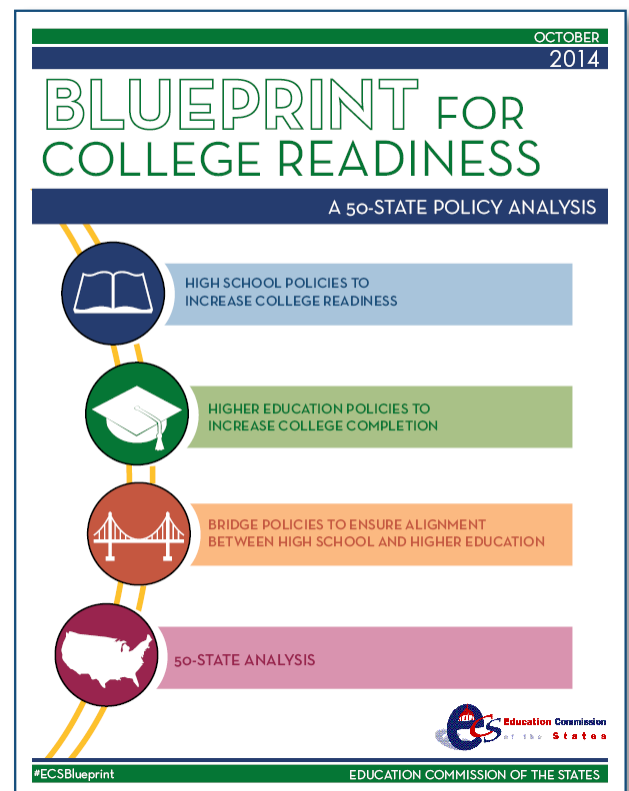 OCTOBER
2014
BLUEPRINT FOR
COLLEGE READINESS
A 50-STATE POLICY ANALYSIS
HIGH SCHOOL POLICIES TO
INCREASE COLLEGE READINESS
HIGHER EDUCATION POLICIES TO
INCREASE COLLEGE COMPLETION
BRIDGE POLICIES TO ENSURE ALIGNMENT
BETWEEN HIGH SCHOOL AND HIGHER EDUCATION
50-STATE ANALYSIS
eCS Education Commission
of the States
#ECSBlueprint
EDUCATION COMMISSION OF THE STATES